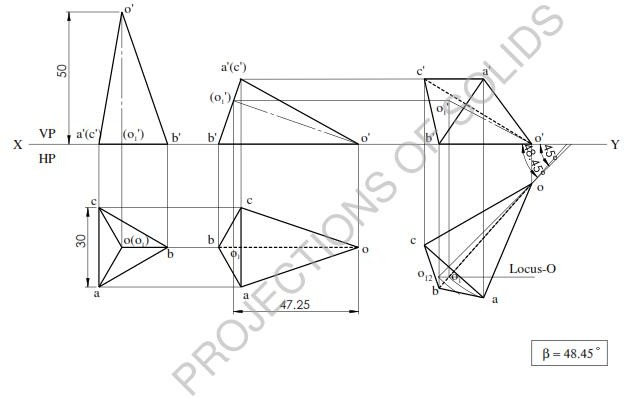 o'
50
a'(c')
c'
a'
(o₁')
o₁'
VP
a'(c')
(o₁')
b'
b'
o'
b'
o'
X
Y
HP
48.45°
45°
c
c
o
30
o(o₁)
b
b
o₁
o
c
Locus-O
o₁₂
o₁
b
a
a
a
47.25
PROJECTIONS OF SOLIDS
β = 48.45°